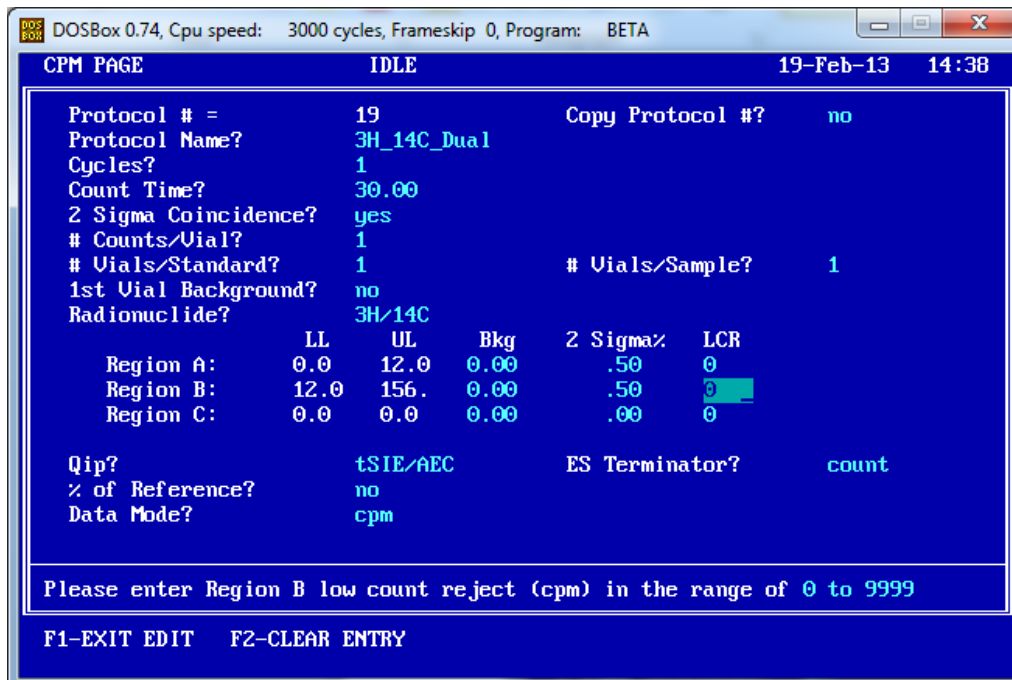 DOSBox 0.74, Cpu speed: 3000 cycles, Frameskip 0, Program: BETA
CPM PAGE IDLE 19-Feb-13 14:38
Protocol # = 19 Copy Protocol #? no
Protocol Name? 3H_14C_Dual
Cycles? 1
Count Time? 30.00
2 Sigma Coincidence? yes
# Counts/Vial? 1
# Vials/Standard? 1 # Vials/Sample? 1
1st Vial Background? no
Radionuclide? 3H/14C
LL UL Bkg 2 Sigma% LCR
Region A: 0.0 12.0 0.00 .50 0
Region B: 12.0 156. 0.00 .50 0
Region C: 0.0 0.0 0.00 .00 0
Qip? tSIE/AEC ES Terminator? count
% of Reference? no
Data Mode? cpm
Please enter Region B low count reject (cpm) in the range of 0 to 9999
F1-EXIT EDIT F2-CLEAR ENTRY